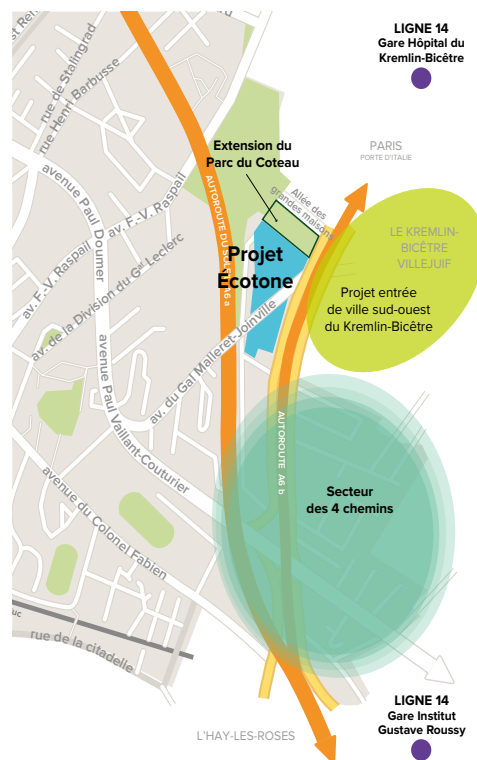 LIGNE 14
Gare Hôpital du
Kremlin-Bicêtre
rue de Stalingrad
rue Henri Barbusse
Extension du
Parc du Coteau
PARIS
PORTE D'ITALIE
Allée des
grandes maisons
avenue Paul Doumer
av. F.-V. Raspail
av. F.-V. Raspail
av. de la Division du Gal Leclerc
Projet
Écotone
LE KREMLIN-
BICÊTRE
VILLEJUIF
Projet entrée
de ville sud-ouest
du Kremlin-Bicêtre
av. du Gal Malleret-Joinville
avenue Paul Vaillant-Couturier
AUTOROUTE A6 b
Secteur
des 4 chemins
avenue du Colonel Fabien
rue de la citadelle
L'HAY-LES-ROSES
LIGNE 14
Gare Institut
Gustave Roussy